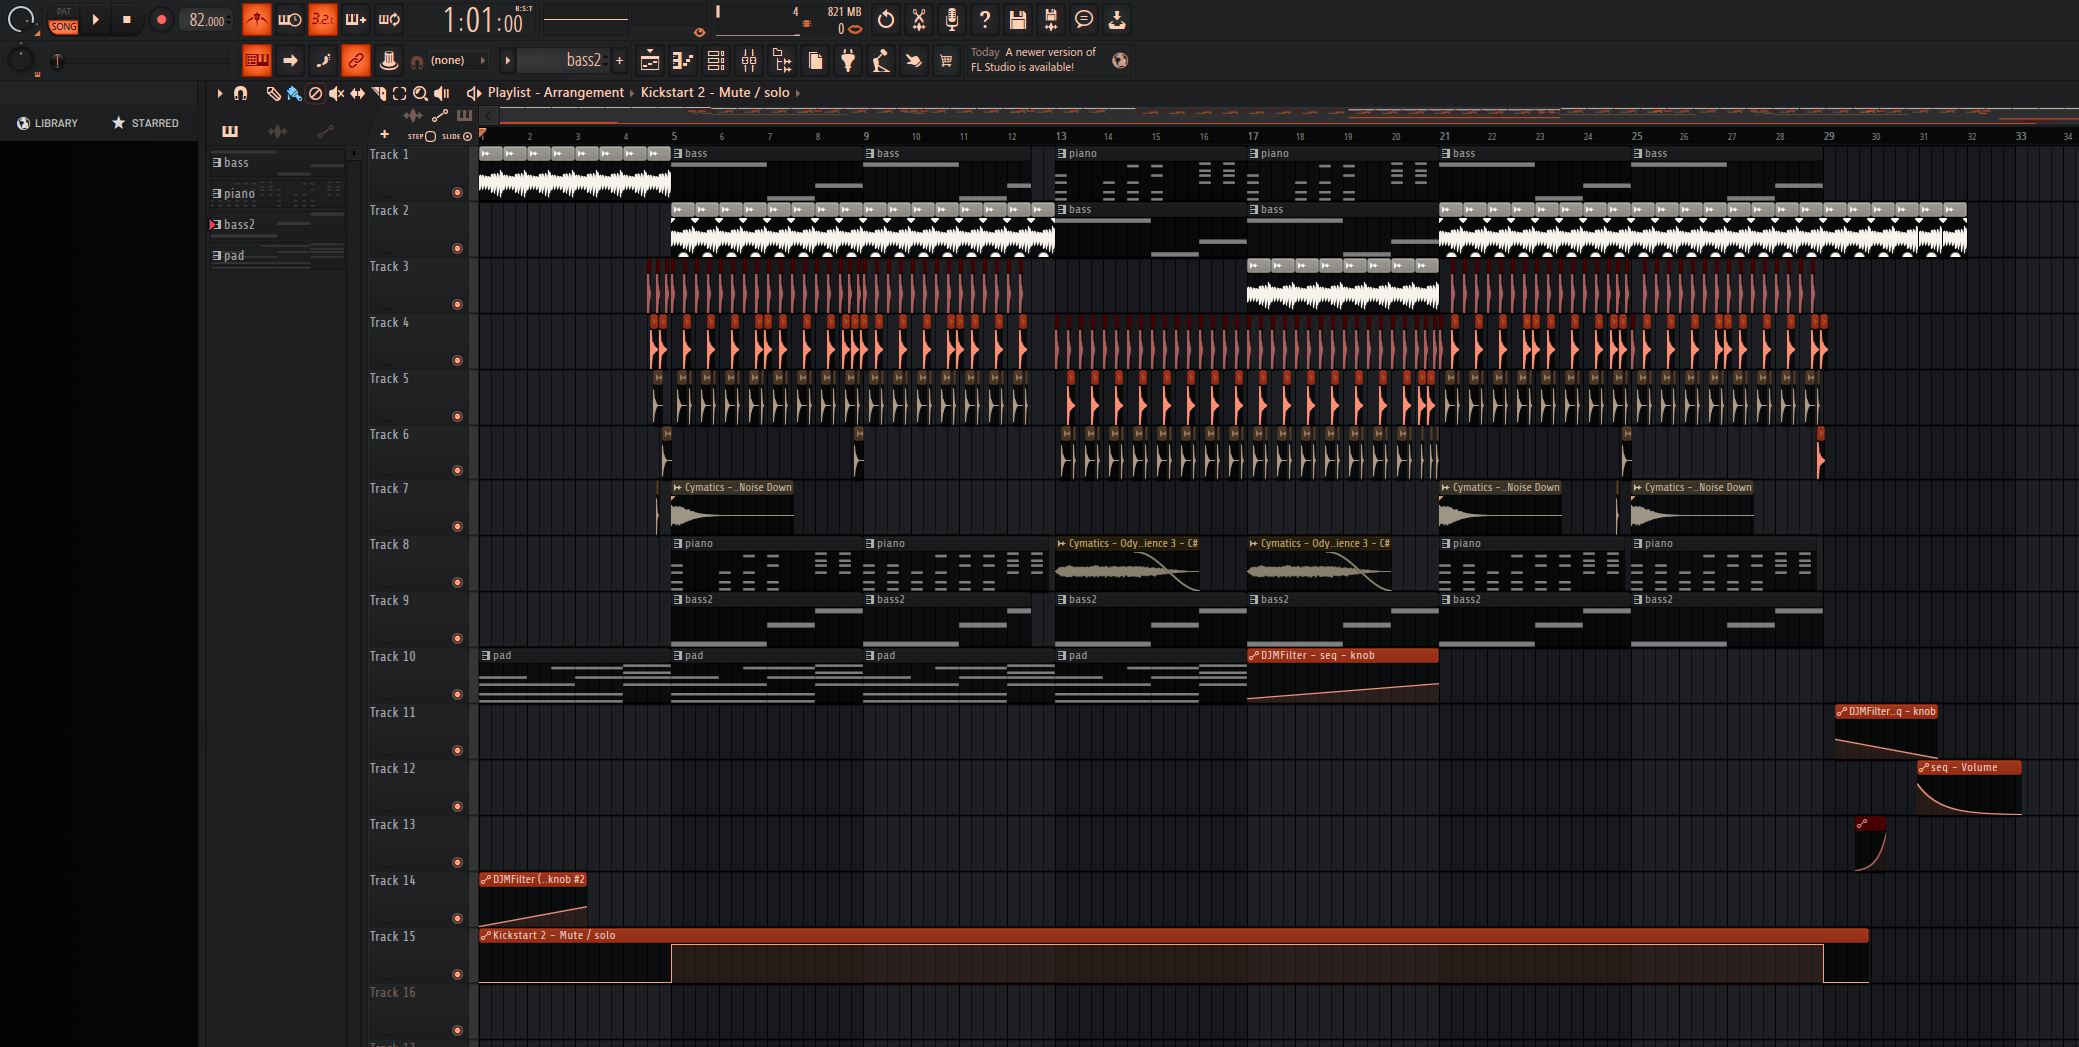 PAT
SONG
82.000
3.2.1
1:01:00
B:S:T
4
821 MB
0
(none)
bass2
Today A newer version of
FL Studio is available!
LIBRARY
STARRED
Playlist - Arrangement › Kickstart 2 - Mute / solo ›
STEP
SLIDE
1 2 3 4 5 6 7 8 9 10 11 12 13 14 15 16 17 18 19 20 21 22 23 24 25 26 27 28 29 30 31 32 33 34
bass
piano
bass2
pad
Track 1
bass
bass
piano
piano
bass
bass
Track 2
bass
bass
Track 3
Track 4
Track 5
Track 6
Track 7
Cymatics -..Noise Down
Cymatics -..Noise Down
Cymatics -..Noise Down
Track 8
piano
piano
Cymatics - Ody..ience 3 - C#
Cymatics - Ody..ience 3 - C#
piano
piano
Track 9
bass2
bass2
bass2
bass2
bass2
bass2
Track 10
pad
pad
pad
pad
DJMFilter - seq - knob
Track 11
DJMFilter..q - knob
Track 12
seq - Volume
Track 13
Track 14
DJMFilter (..knob #2
Track 15
Kickstart 2 - Mute / solo
Track 16
Track 17